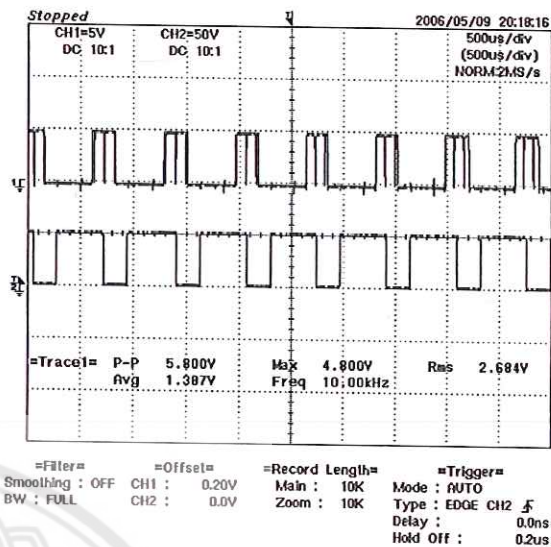 Stopped 2006/05/09 20:18:16
CH1=5V CH2=50V 500us/div
DC 10:1 DC 10:1 (500us/div)
NORM:2MS/s
=Trace1= P-P 5.800V Max 4.800V Rms 2.684V
Avg 1.387V Freq 10.00kHz
=Filter= =Offset= =Record Length= =Trigger=
Smoothing : OFF CH1 : 0.20V Main : 10K Mode : AUTO
BW : FULL CH2 : 0.0V Zoom : 10K Type : EDGE CH2
Delay : 0.0ns
Hold Off : 0.2us